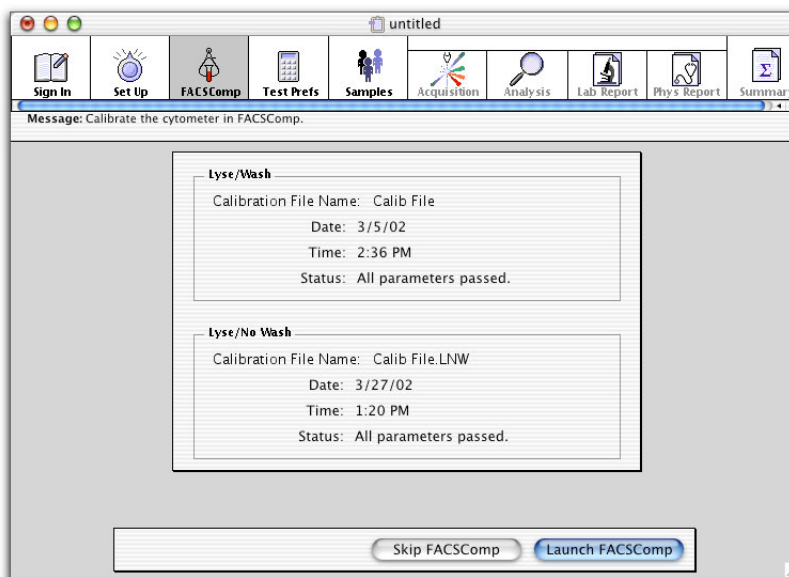 untitled
Sign In Set Up FACSComp Test Prefs Samples Acquisition Analysis Lab Report Phys Report Summar
Message: Calibrate the cytometer in FACSComp.
Lyse/Wash
Calibration File Name: Calib File
Date: 3/5/02
Time: 2:36 PM
Status: All parameters passed.
Lyse/No Wash
Calibration File Name: Calib File.LNW
Date: 3/27/02
Time: 1:20 PM
Status: All parameters passed.
Skip FACSComp Launch FACSComp